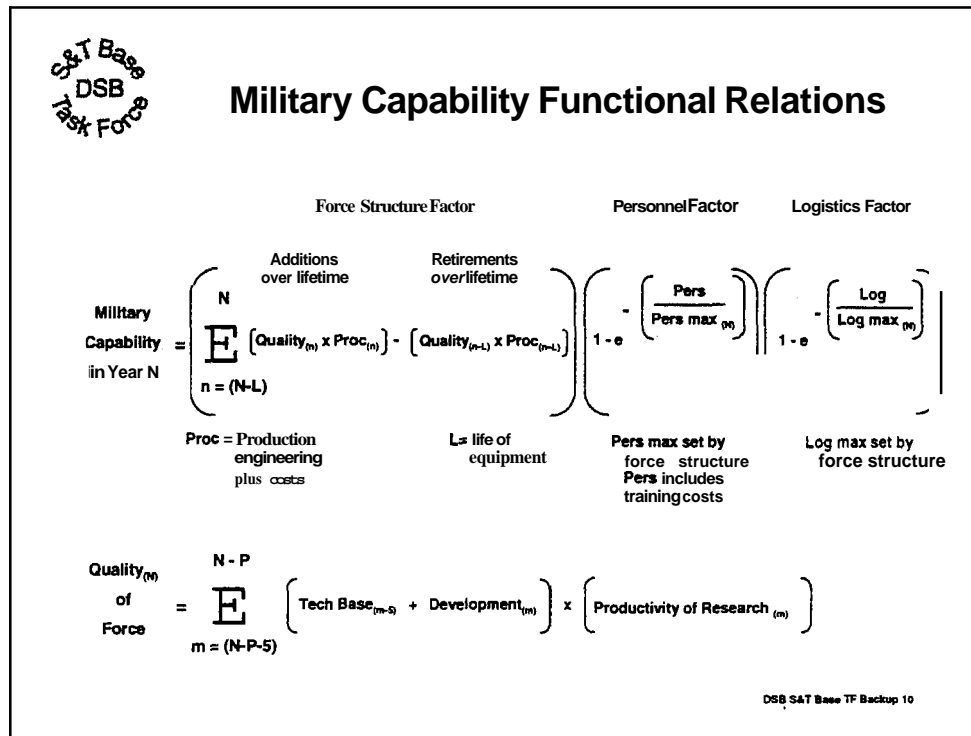 S&T Base
DSB
Task Force
Military Capability Functional Relations
Force Structure Factor
Personnel Factor
Logistics Factor
Additions
over lifetime
Retirements
over lifetime
Military
Capability
in Year N
=
N
E
n = (N-L)
[Quality(n) x Proc(n)] - [Quality(n-L) x Proc(n-L)]
1 - e
- (Pers
Pers max (N))
1 - e
- (Log
Log max (N))
Proc = Production
engineering
plus costs
L= life of
equipment
Pers max set by
force structure
Pers includes
training costs
Log max set by
force structure
Quality(N)
of
Force
=
N - P
E
m = (N-P-5)
(Tech Base(m-5) + Development(m)) x (Productivity of Research (m))
DSB S&T Base TF Backup 10